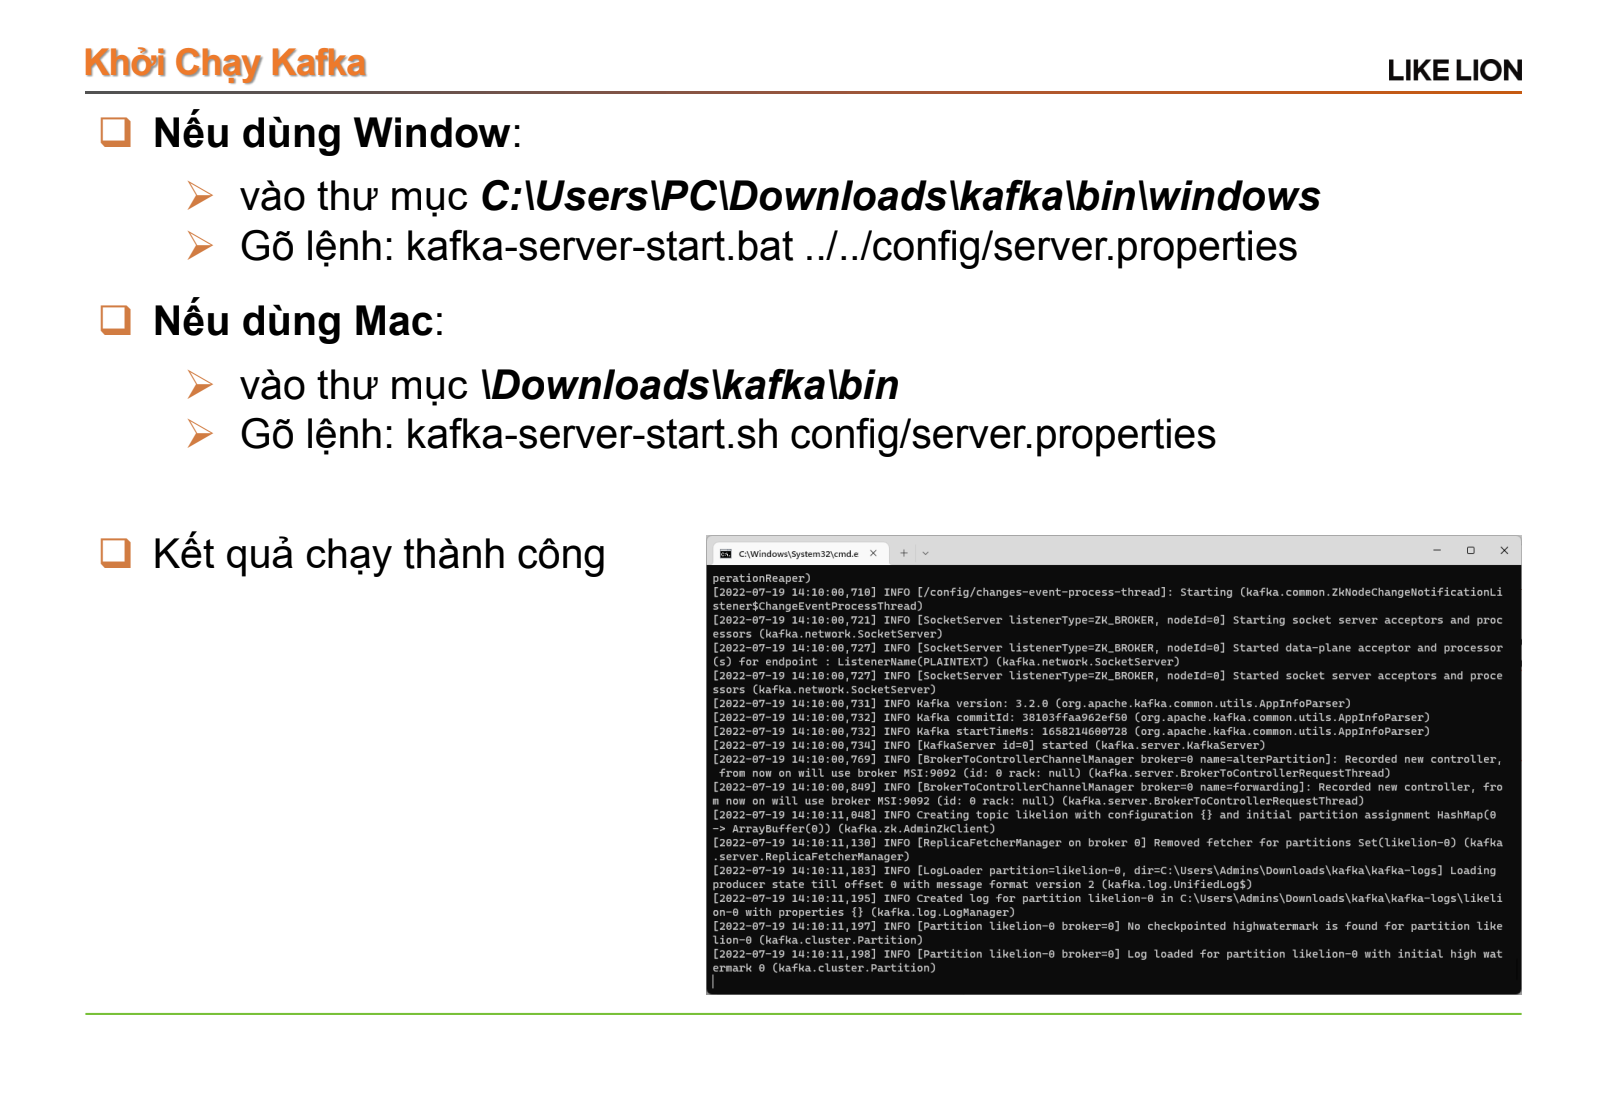 Khởi Chạy Kafka
LIKE LION
Nếu dùng Window:
vào thư mục C:\Users\PC\Downloads\kafka\bin\windows
Gõ lệnh: kafka-server-start.bat ../../config/server.properties
Nếu dùng Mac:
vào thư mục \Downloads\kafka\bin
Gõ lệnh: kafka-server-start.sh config/server.properties
Kết quả chạy thành công
C:\Windows\System32\cmd.e
perationReaper)
[2022-07-19 14:10:00,710] INFO [/config/changes-event-process-thread]: Starting (kafka.common.ZkNodeChangeNotificationLi
stener$ChangeEventProcessThread)
[2022-07-19 14:10:00,721] INFO [SocketServer listenerType=ZK_BROKER, nodeId=0] Starting socket server acceptors and proc
essors (kafka.network.SocketServer)
[2022-07-19 14:10:00,727] INFO [SocketServer listenerType=ZK_BROKER, nodeId=0] Started data-plane acceptor and processor
(s) for endpoint : ListenerName(PLAINTEXT) (kafka.network.SocketServer)
[2022-07-19 14:10:00,727] INFO [SocketServer listenerType=ZK_BROKER, nodeId=0] Started socket server acceptors and proce
ssors (kafka.network.SocketServer)
[2022-07-19 14:10:00,731] INFO Kafka version: 3.2.0 (org.apache.kafka.common.utils.AppInfoParser)
[2022-07-19 14:10:00,732] INFO Kafka commitId: 38103ffaa962ef50 (org.apache.kafka.common.utils.AppInfoParser)
[2022-07-19 14:10:00,732] INFO Kafka startTimeMs: 1658214600728 (org.apache.kafka.common.utils.AppInfoParser)
[2022-07-19 14:10:00,734] INFO [KafkaServer id=0] started (kafka.server.KafkaServer)
[2022-07-19 14:10:00,769] INFO [BrokerToControllerChannelManager broker=0 name=alterPartition]: Recorded new controller,
from now on will use broker MSI:9092 (id: 0 rack: null) (kafka.server.BrokerToControllerRequestThread)
[2022-07-19 14:10:00,849] INFO [BrokerToControllerChannelManager broker=0 name=forwarding]: Recorded new controller, fro
m now on will use broker MSI:9092 (id: 0 rack: null) (kafka.server.BrokerToControllerRequestThread)
[2022-07-19 14:10:11,048] INFO Creating topic likelion with configuration {} and initial partition assignment HashMap(0
-> ArrayBuffer(0)) (kafka.zk.AdminZkClient)
[2022-07-19 14:10:11,130] INFO [ReplicaFetcherManager on broker 0] Removed fetcher for partitions Set(likelion-0) (kafka
.server.ReplicaFetcherManager)
[2022-07-19 14:10:11,183] INFO [LogLoader partition=likelion-0, dir=C:\Users\Admins\Downloads\kafka\kafka-logs] Loading
producer state till offset 0 with message format version 2 (kafka.log.UnifiedLog$)
[2022-07-19 14:10:11,195] INFO Created log for partition likelion-0 in C:\Users\Admins\Downloads\kafka\kafka-logs\likeli
on-0 with properties {} (kafka.log.LogManager)
[2022-07-19 14:10:11,197] INFO [Partition likelion-0 broker=0] No checkpointed highwatermark is found for partition like
lion-0 (kafka.cluster.Partition)
[2022-07-19 14:10:11,198] INFO [Partition likelion-0 broker=0] Log loaded for partition likelion-0 with initial high wat
ermark 0 (kafka.cluster.Partition)